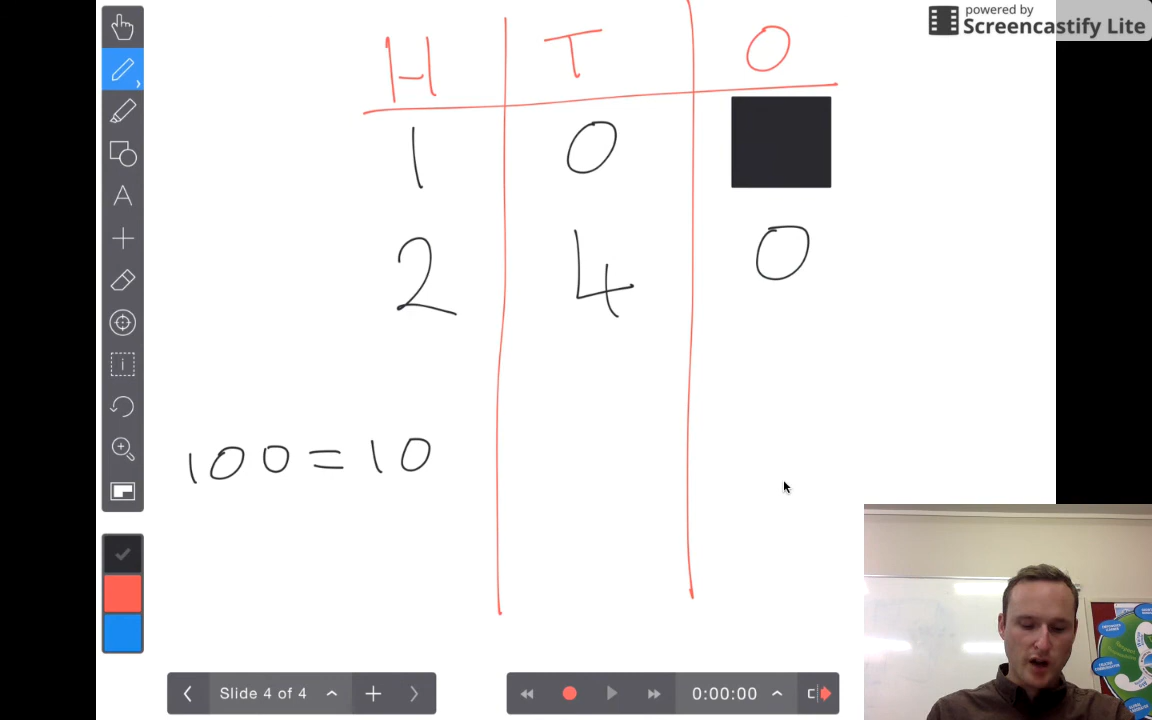 powered by
Screencastify Lite
H T O
1 0
2 4 0
100 = 10
Slide 4 of 4
0:00:00